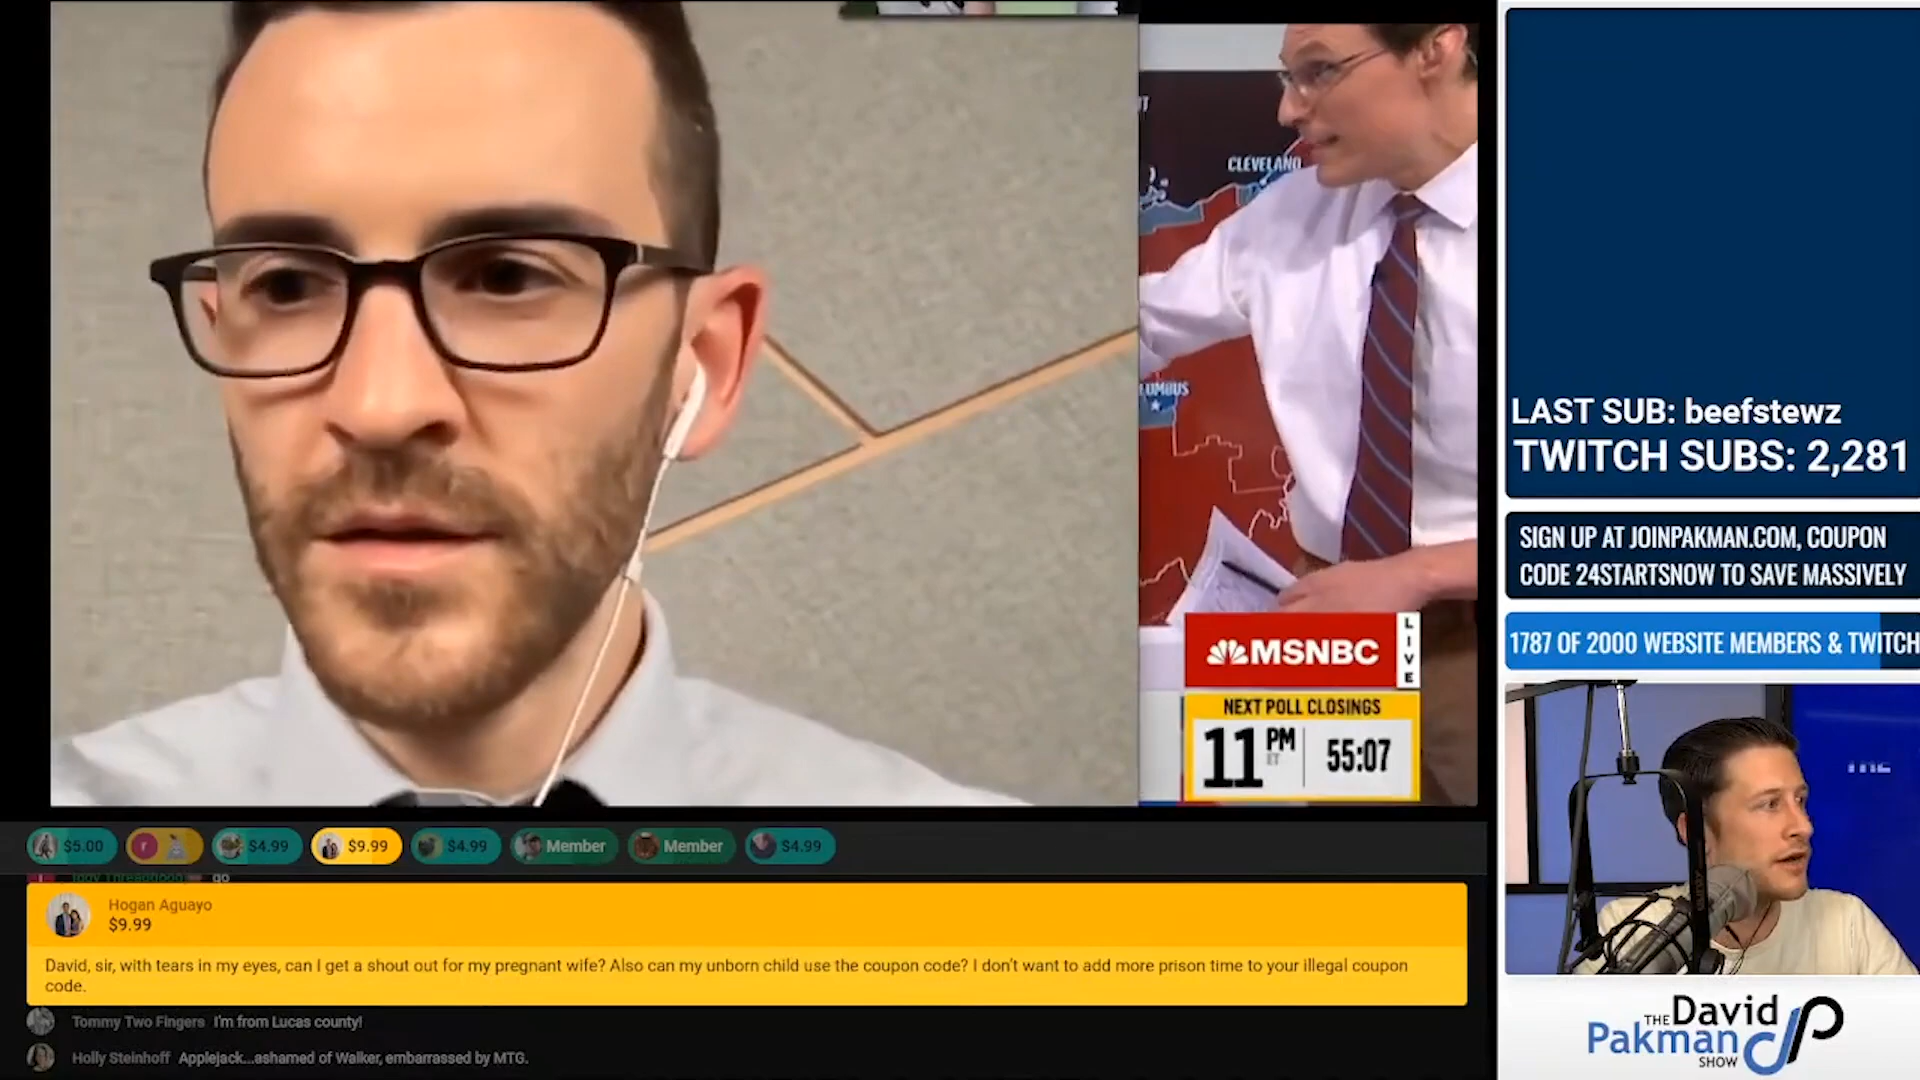 CLEVELAND
UMBUS
MSNBC
LIVE
NEXT POLL CLOSINGS
11 PM ET 55:07
LAST SUB: beefstewz
TWITCH SUBS: 2,281
SIGN UP AT JOINPAKMAN.COM, COUPON
CODE 24STARTSNOW TO SAVE MASSIVELY
1787 OF 2000 WEBSITE MEMBERS & TWITCH
$5.00
$4.99
$9.99
$4.99
Member
Member
$4.99
go
Hogan Aguayo
$9.99
David, sir, with tears in my eyes, can I get a shout out for my pregnant wife? Also can my unborn child use the coupon code? I don't want to add more prison time to your illegal coupon
code.
Tommy Two Fingers I'm from Lucas county!
Holly Steinhoff Applejack...ashamed of Walker, embarrassed by MTG.
THE David
Pakman
SHOW